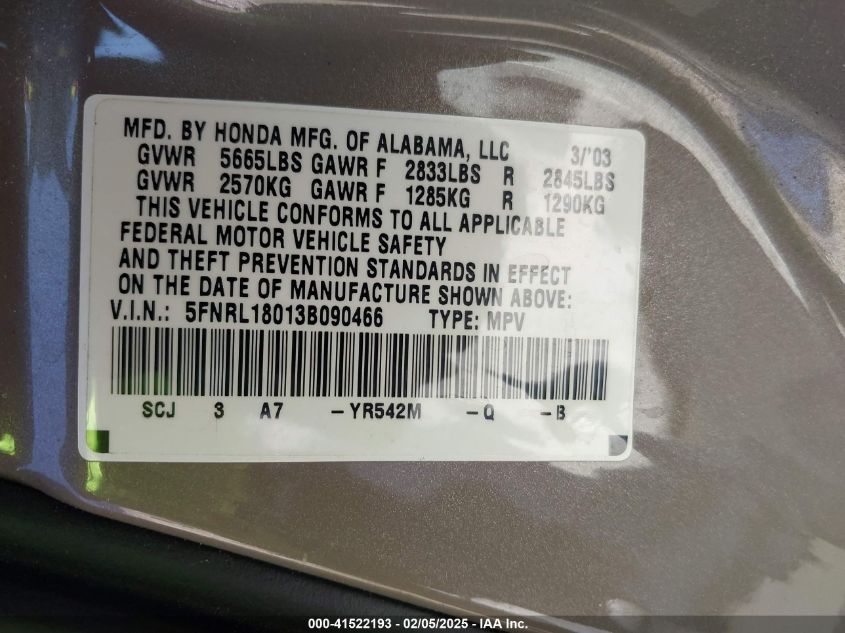 MFD. BY HONDA MFG. OF ALABAMA, LLC 3/'03
GVWR 5665LBS GAWR F 2833LBS R 2845LBS
GVWR 2570KG GAWR F 1285KG R 1290KG
THIS VEHICLE CONFORMS TO ALL APPLICABLE
FEDERAL MOTOR VEHICLE SAFETY
AND THEFT PREVENTION STANDARDS IN EFFECT
ON THE DATE OF MANUFACTURE SHOWN ABOVE:
V.I.N.: 5FNRL18013B090466 TYPE: MPV
SCJ 3 A7 -YR542M -Q -B
000-41522193 - 02/05/2025 - IAA Inc.